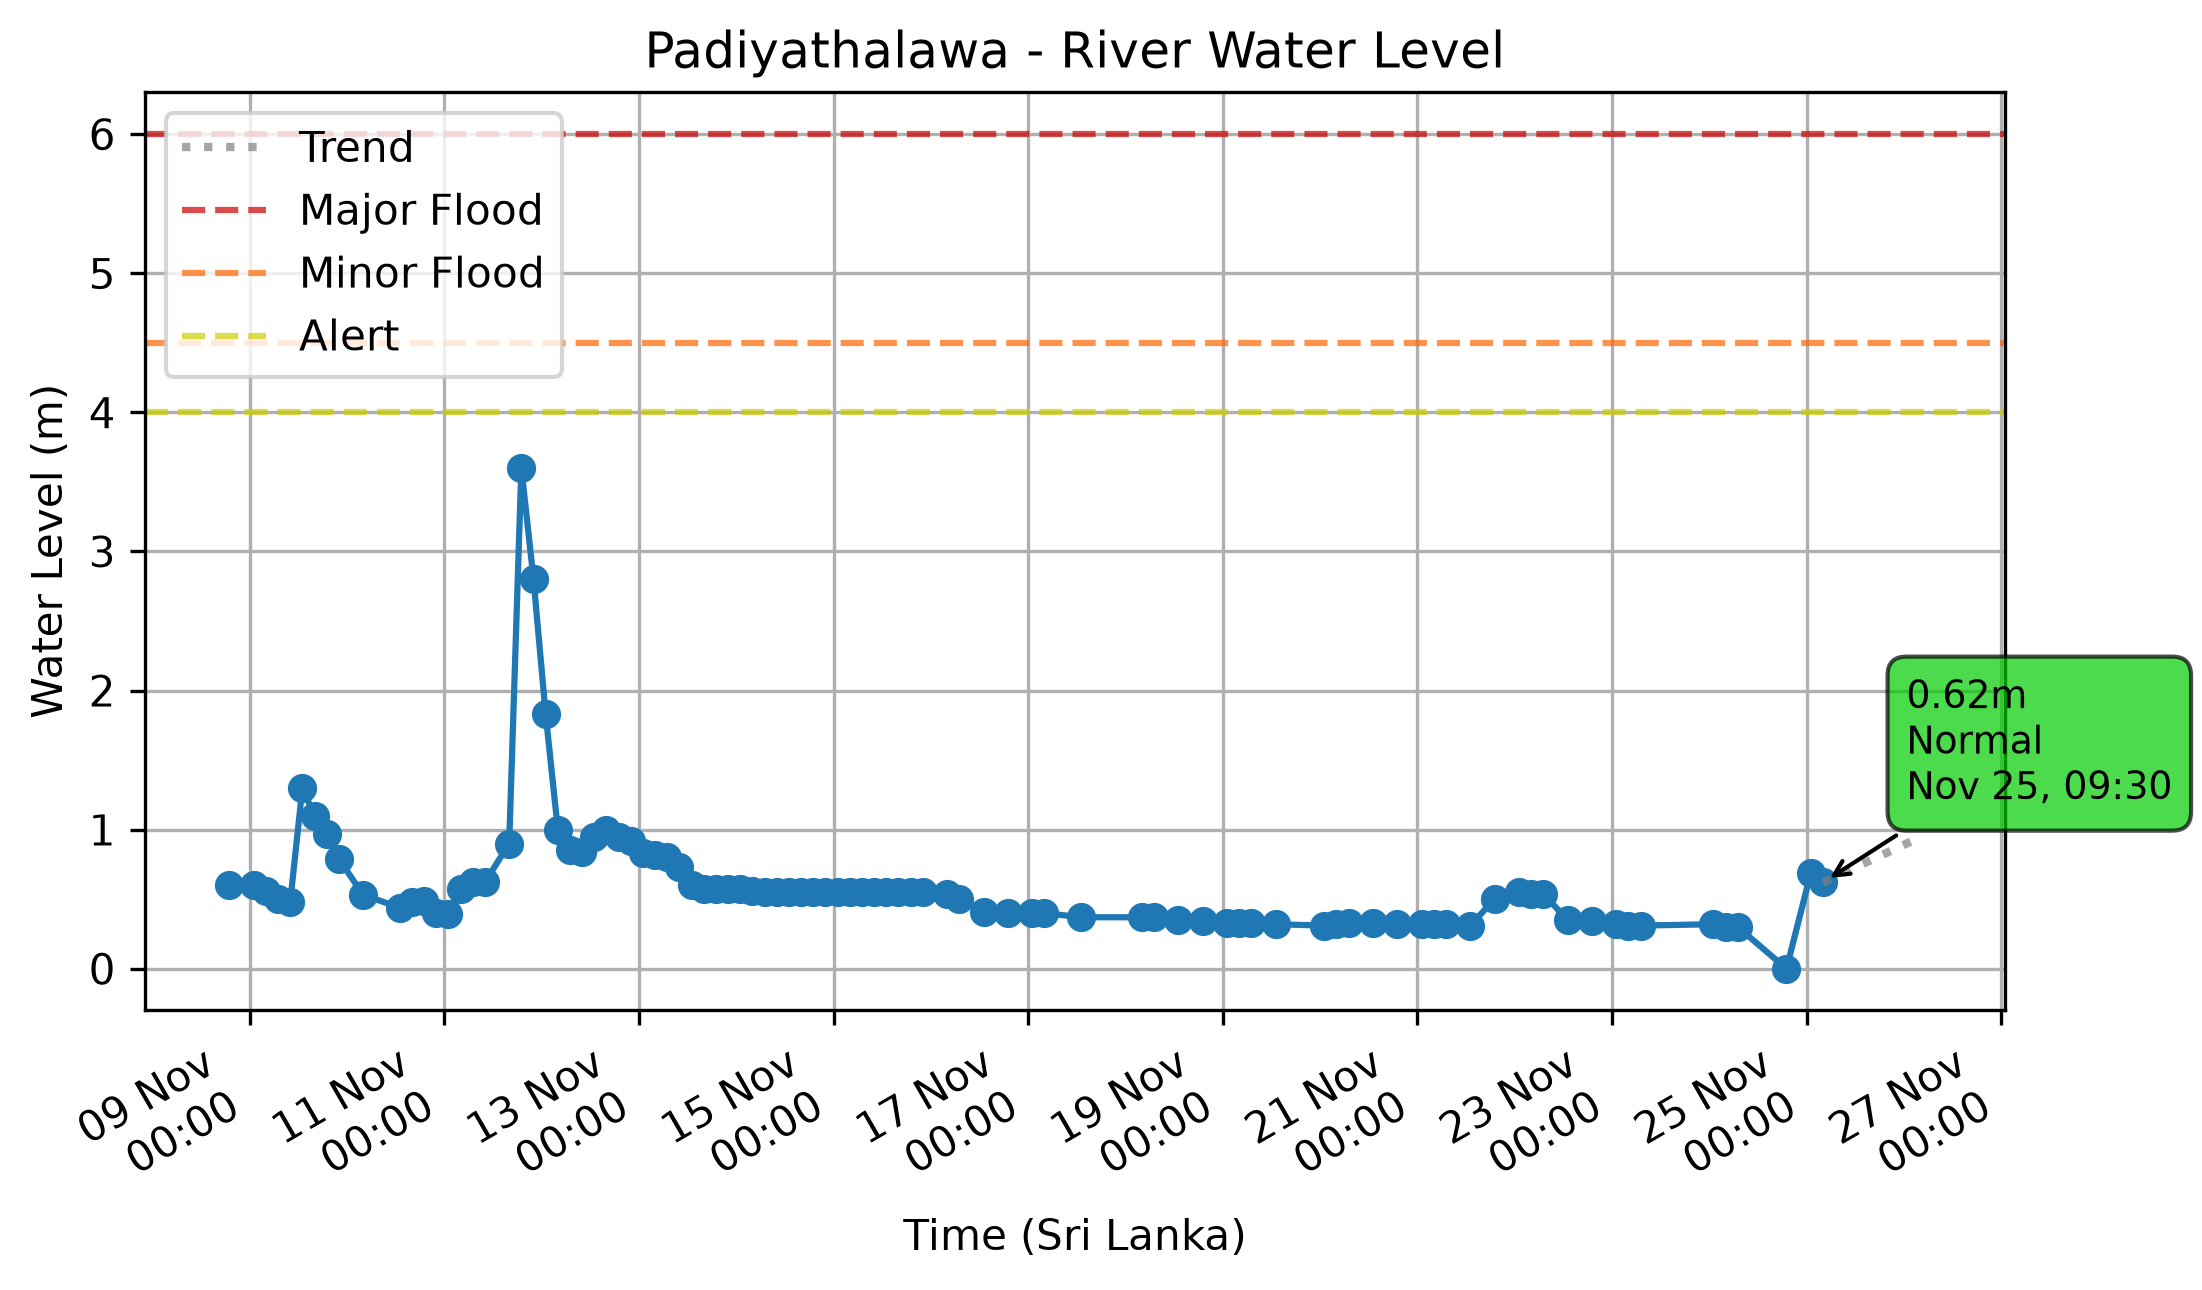 Padiyathalawa - River Water Level
Trend
Major Flood
Minor Flood
Alert
Water Level (m)
6
5
4
3
2
1
0
0.62m
Normal
Nov 25, 09:30
09 Nov
00:00
11 Nov
00:00
13 Nov
00:00
15 Nov
00:00
17 Nov
00:00
19 Nov
00:00
21 Nov
00:00
23 Nov
00:00
25 Nov
00:00
27 Nov
00:00
Time (Sri Lanka)